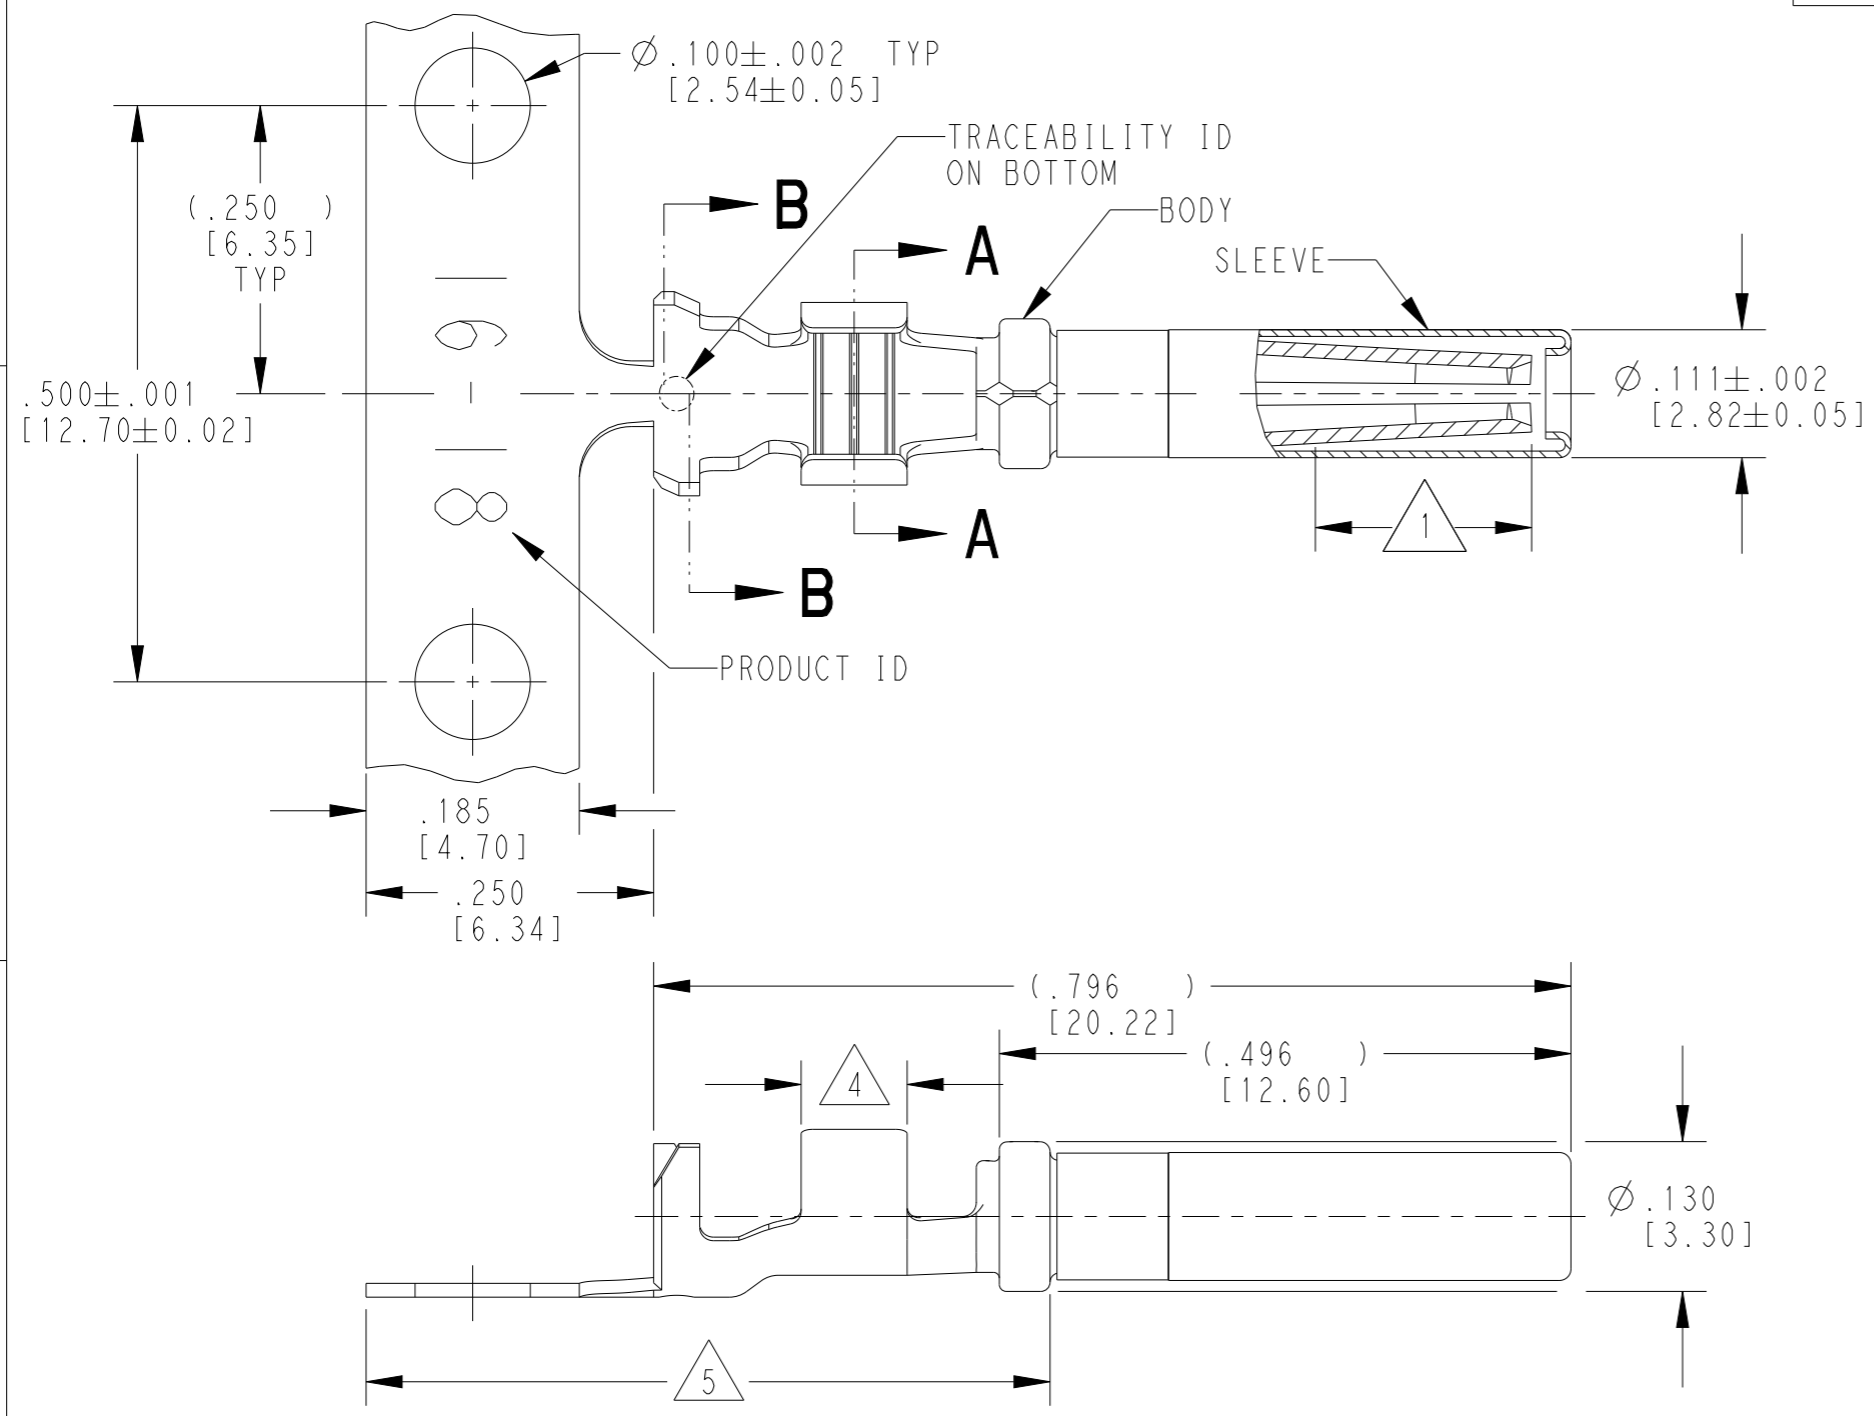 Ø .100±.002 TYP
[2.54±0.05]
TRACEABILITY ID
ON BOTTOM
B
BODY
A
SLEEVE
(.250 )
[6.35]
TYP
.500±.001
[12.70±0.02]
Ø .111±.002
[2.82±0.05]
6 – 8
1
A
B
PRODUCT ID
.185
[4.70]
.250
[6.34]
(.796 )
[20.22]
(.496 )
[12.60]
4
Ø .130
[3.30]
5